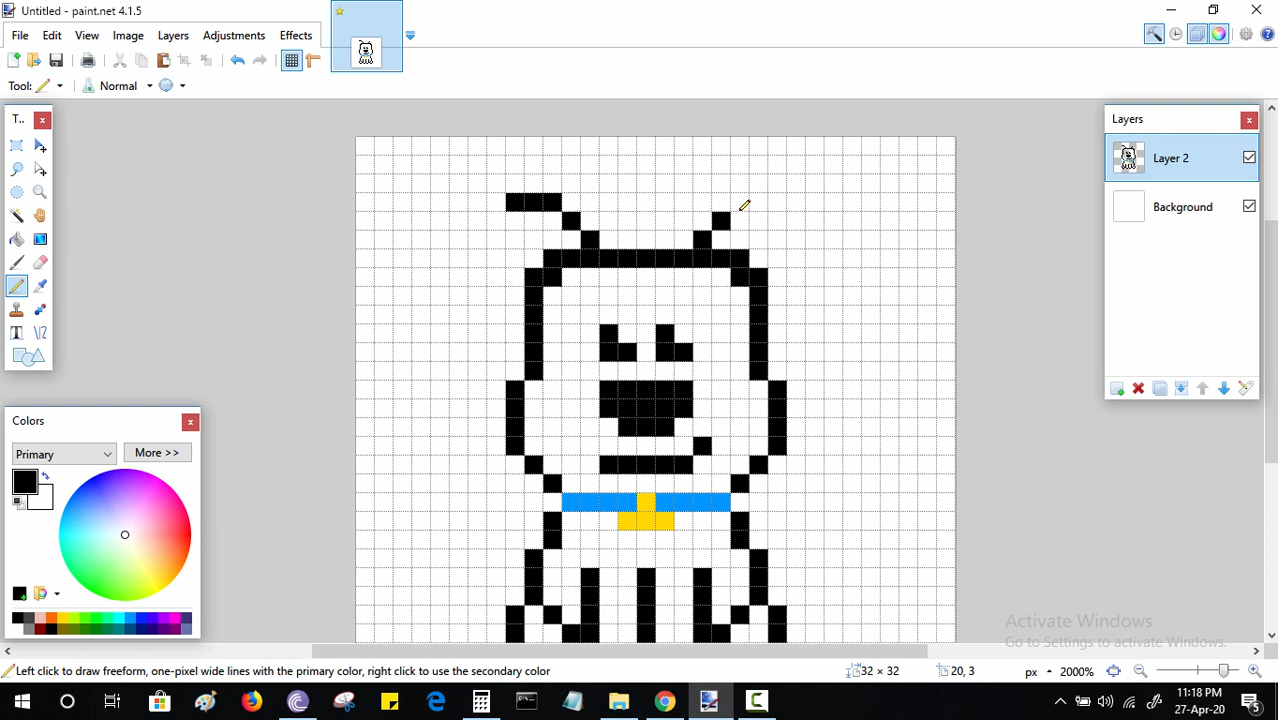 Untitled - paint.net 4.1.5
File Edit View Image Layers Adjustments Effects
Tool: Normal
T..
Layers
Layer 2
Background
Colors
Primary
More >>
Activate Windows
Go to Settings to activate Windows.
Left click to draw freeform, one-pixel wide lines with the primary color, right click to use the secondary color
32 × 32
20, 3
px
2000%
11:18 PM
27-Apr-20
5